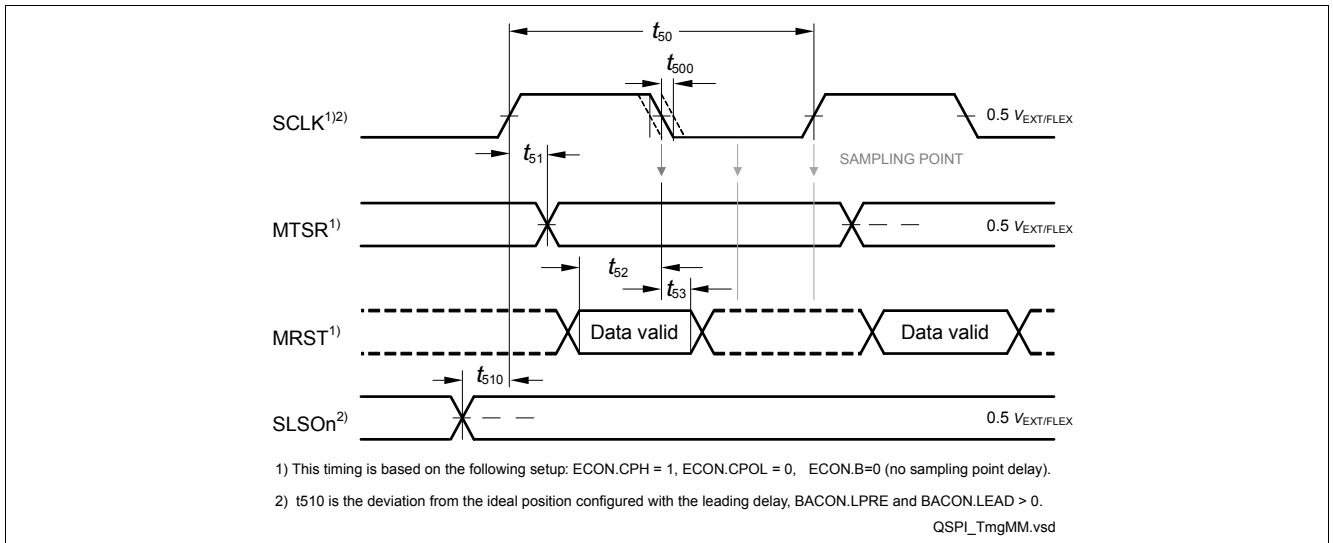 t50
t500
SCLK1)2)
0.5 VEXT/FLEX
t51
SAMPLING POINT
MTSR1)
0.5 VEXT/FLEX
t52
t53
MRST1)
Data valid
Data valid
t510
SLSOn2)
0.5 VEXT/FLEX
1) This timing is based on the following setup: ECON.CPH = 1, ECON.CPOL = 0, ECON.B=0 (no sampling point delay).
2) t510 is the deviation from the ideal position configured with the leading delay, BACON.LPRE and BACON.LEAD > 0.
QSPI_TmgMM.vsd